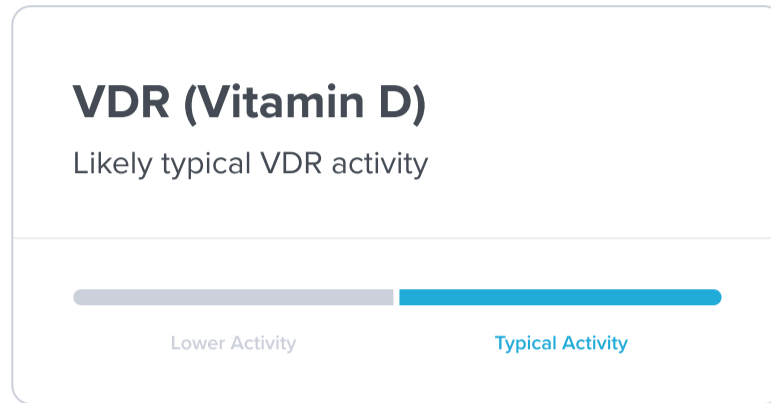 VDR (Vitamin D)
Likely typical VDR activity
Lower Activity
Typical Activity